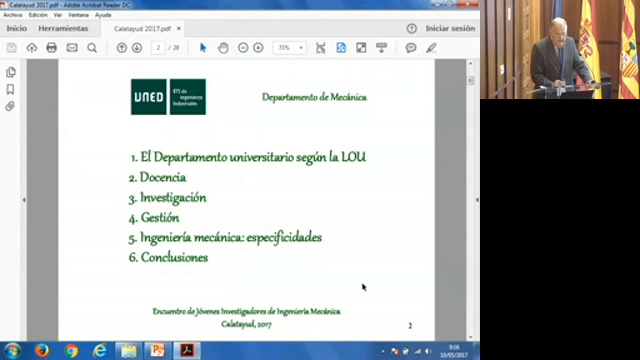 Calatayud 2017.pdf - Adobe Acrobat Reader DC
Archivo Edición Ver Ventana Ayuda
Inicio Herramientas Calatayud 2017.pdf Iniciar sesión
2 / 29 73%
UNED
ETS de
Ingenieros
Industriales
Departamento de Mecánica
1. El Departamento universitario según la LOU
2. Docencia
3. Investigación
4. Gestión
5. Ingeniería mecánica: especificidades
6. Conclusiones
Encuentro de Jóvenes Investigadores de Ingeniería Mecánica
Calatayud, 2017
2
9:18
10/05/2017